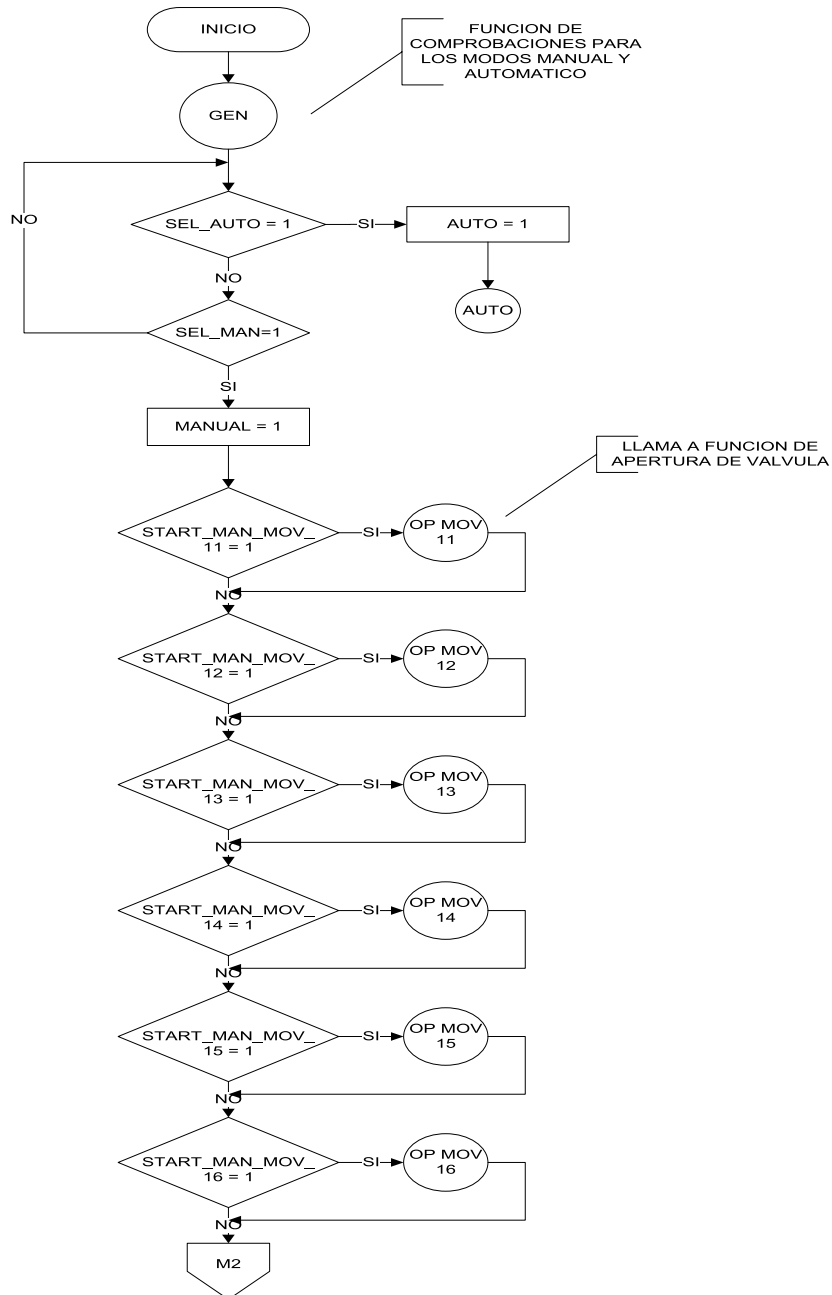 INICIO
FUNCION DE
COMPROBACIONES PARA
LOS MODOS MANUAL Y
AUTOMATICO
GEN
NO
SEL_AUTO = 1
SI
AUTO = 1
NO
AUTO
SEL_MAN=1
SI
MANUAL = 1
LLAMA A FUNCION DE
APERTURA DE VALVULA
START_MAN_MOV_
11 = 1
SI
OP MOV
11
NO
START_MAN_MOV_
12 = 1
SI
OP MOV
12
NO
START_MAN_MOV_
13 = 1
SI
OP MOV
13
NO
START_MAN_MOV_
14 = 1
SI
OP MOV
14
NO
START_MAN_MOV_
15 = 1
SI
OP MOV
15
NO
START_MAN_MOV_
16 = 1
SI
OP MOV
16
NO
M2